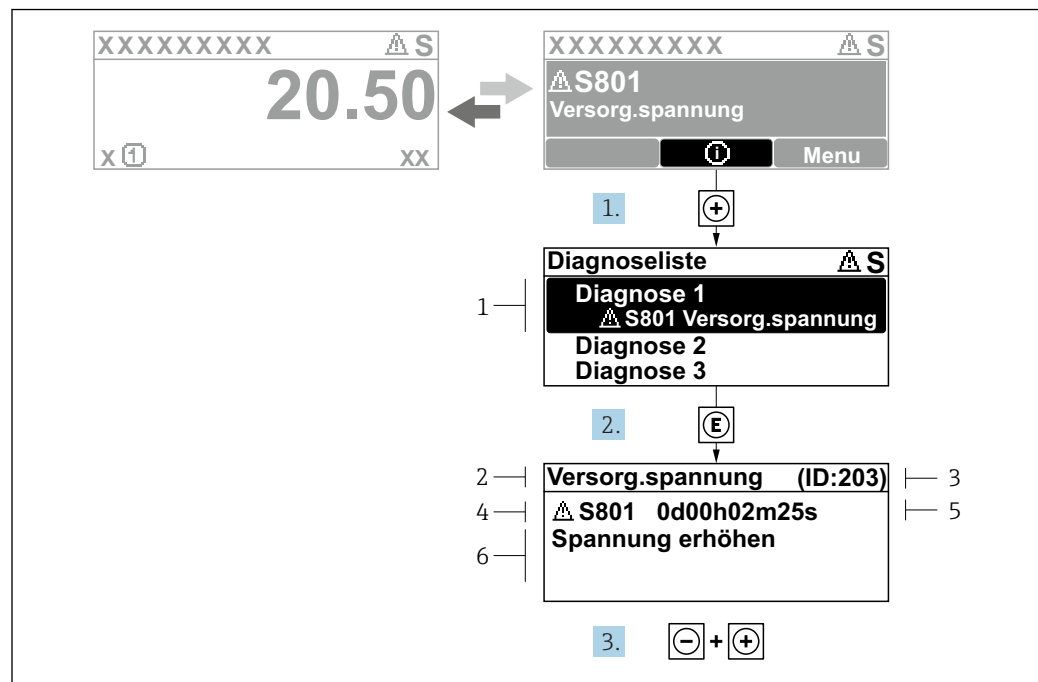 XXXXXXXXX ⚠ S
20.50
X ① XX
XXXXXXXXX ⚠ S
⚠ S801
Versorg.spannung
ⓘ Menu
1. +
Diagnoseliste ⚠ S
1
Diagnose 1
⚠ S801 Versorg.spannung
Diagnose 2
Diagnose 3
2. E
2 Versorg.spannung (ID:203) 3
4 ⚠ S801 0d00h02m25s 5
6 Spannung erhöhen
3. − + +